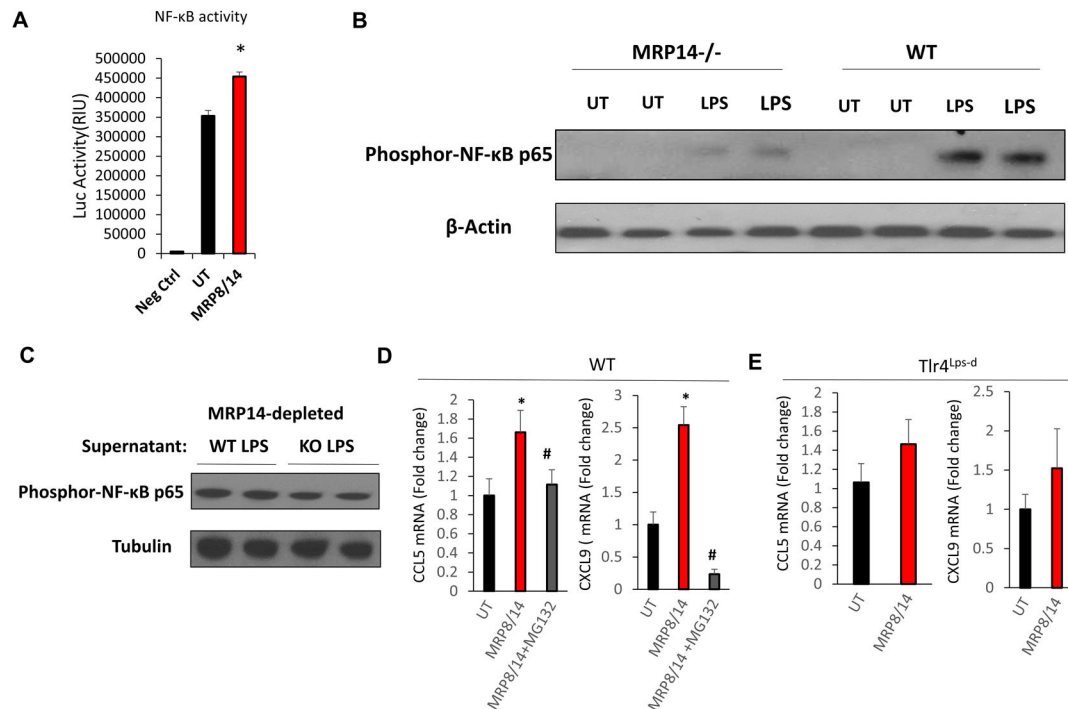 A
NF-κB activity
*
Luc Activity(RIU)
500000
450000
400000
350000
300000
250000
200000
150000
100000
50000
0
Neg Ctrl
UT
MRP8/14
B
MRP14-/- WT
UT UT LPS LPS UT UT LPS LPS
Phosphor-NF-κB p65
β-Actin
C
MRP14-depleted
Supernatant: WT LPS KO LPS
Phosphor-NF-κB p65
Tubulin
D
WT
CCL5 mRNA (Fold change)
2
1.8
1.6
1.4
1.2
1
0.8
0.6
0.4
0.2
0
*
#
UT
MRP8/14
MRP8/14+MG132
CXCL9 ( mRNA (Fold change)
3
2.5
2
1.5
1
0.5
0
*
#
UT
MRP8/14
MRP8/14 +MG132
E
Tlr4Lps-d
CCL5 mRNA (Fold change)
2
1.8
1.6
1.4
1.2
1
0.8
0.6
0.4
0.2
0
UT
MRP8/14
CXCL9 mRNA (Fold change)
2.5
2
1.5
1
0.5
0
UT
MRP8/14